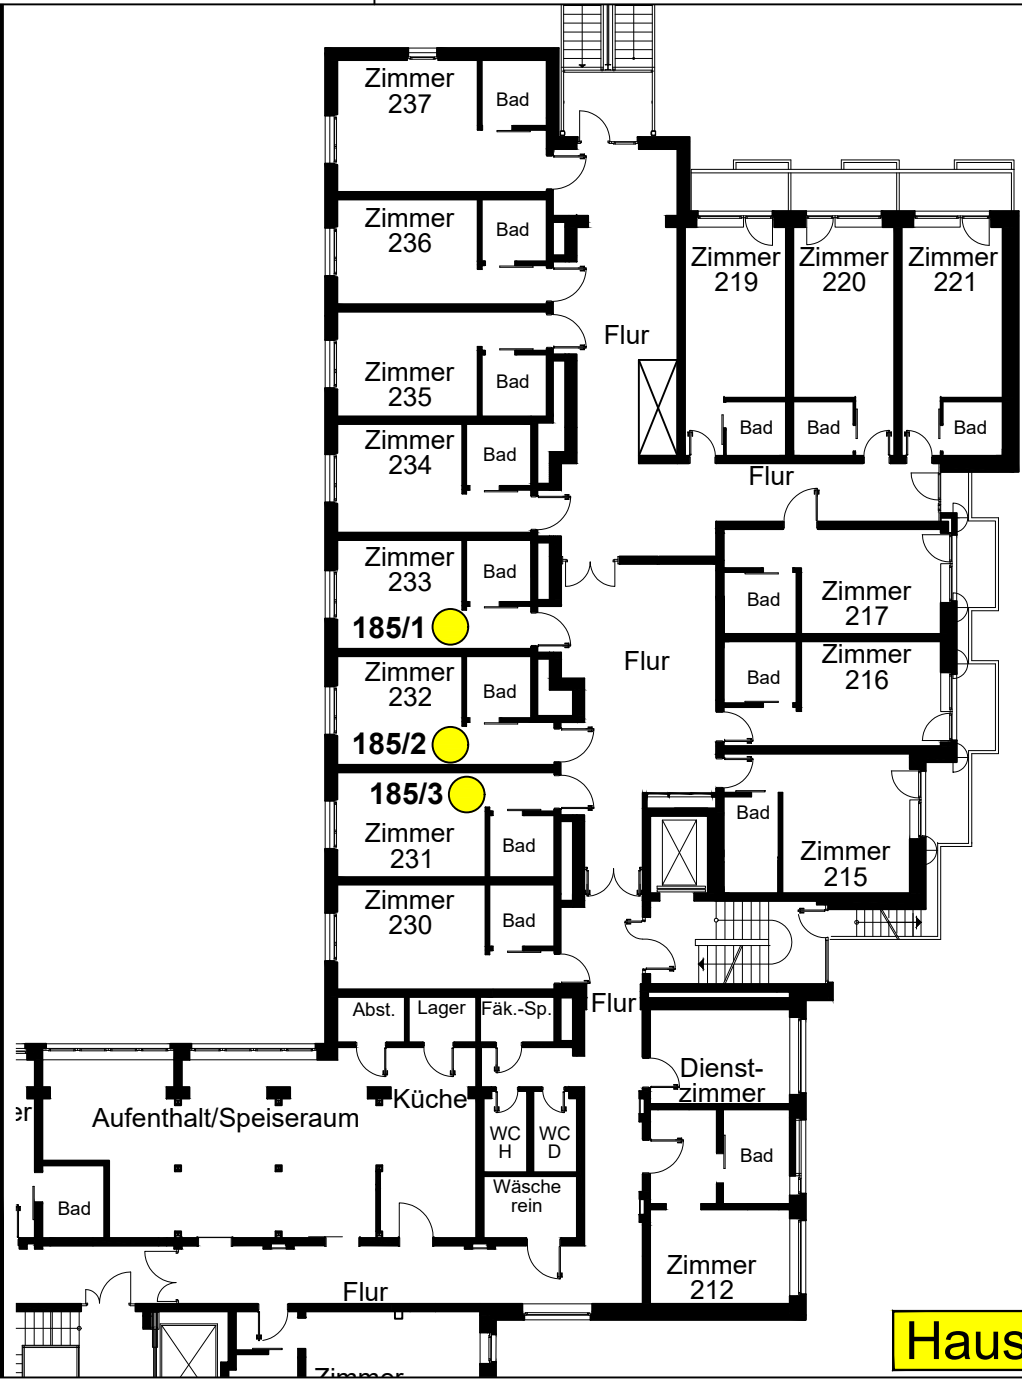 Zimmer
237
Bad
Zimmer
236
Bad
Zimmer
219
Zimmer
220
Zimmer
221
Flur
Zimmer
235
Bad
Bad
Bad
Bad
Zimmer
234
Bad
Flur
Zimmer
233
Bad
185/1
Zimmer
217
Bad
Flur
Zimmer
232
Bad
185/2
Zimmer
216
Bad
185/3
Zimmer
231
Bad
Bad
Zimmer
215
Zimmer
230
Bad
Abst.
Lager
Fäk.-Sp.
Flur
Dienst-
zimmer
er
Aufenthalt/Speiseraum
Küche
WC
H
WC
D
Bad
Bad
Wäsche
rein
Zimmer
212
Flur
Haus
Zimmer